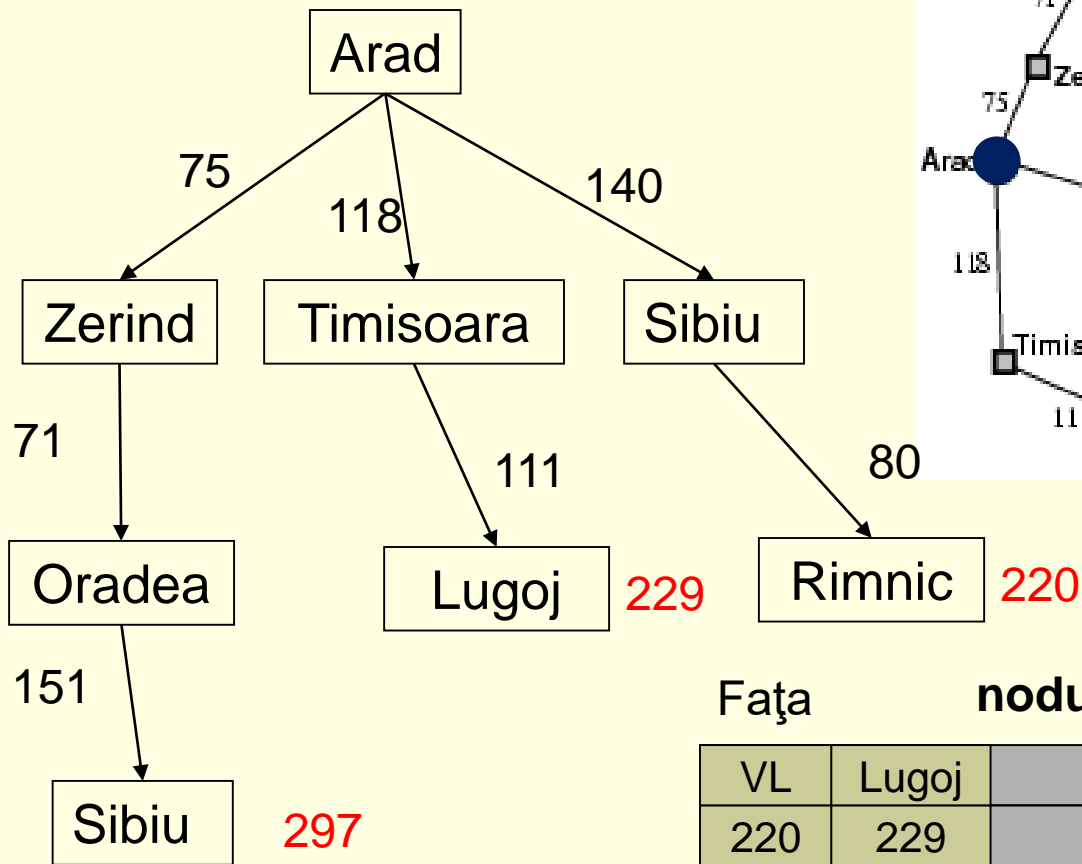 Arad
75
118
140
Zerind
Timisoara
Sibiu
71
111
80
Oradea
Lugoj
229
Rimnic
220
151
Sibiu
297
75
Arad
118
Faţa
VL
Lugoj
220
229